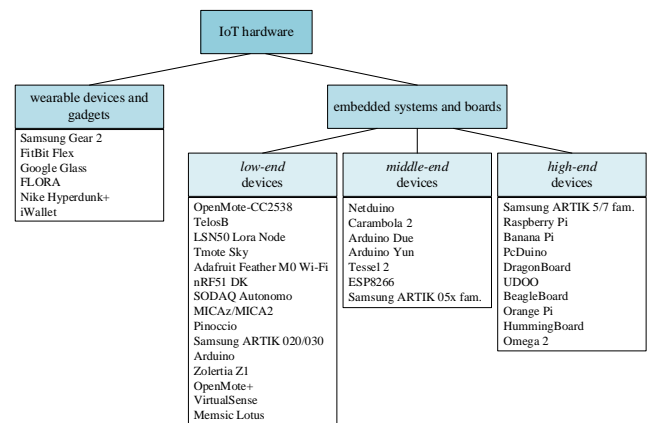 IoT hardware
wearable devices and
gadgets
Samsung Gear 2
FitBit Flex
Google Glass
FLORA
Nike Hyperdunk+
iWallet
embedded systems and boards
low-end
devices
OpenMote-CC2538
TelosB
LSN50 Lora Node
Tmote Sky
Adafruit Feather M0 Wi-Fi
nRF51 DK
SODAQ Autonomo
MICAz/MICA2
Pinoccio
Samsung ARTIK 020/030
Arduino
Zolertia Z1
OpenMote+
VirtualSense
Memsic Lotus
middle-end
devices
Netduino
Carambola 2
Arduino Due
Arduino Yun
Tessel 2
ESP8266
Samsung ARTIK 05x fam.
high-end
devices
Samsung ARTIK 5/7 fam.
Raspberry Pi
Banana Pi
PcDuino
DragonBoard
UDOO
BeagleBoard
Orange Pi
HummingBoard
Omega 2